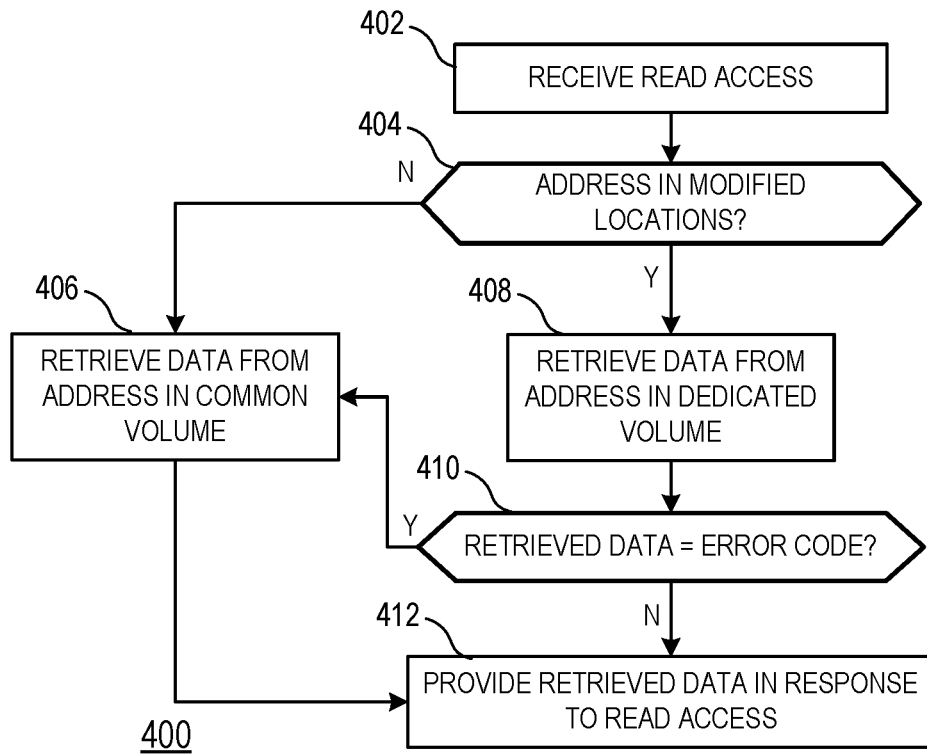 402
RECEIVE READ ACCESS
404
N
ADDRESS IN MODIFIED
LOCATIONS?
Y
406
RETRIEVE DATA FROM
ADDRESS IN COMMON
VOLUME
408
RETRIEVE DATA FROM
ADDRESS IN DEDICATED
VOLUME
410
Y
RETRIEVED DATA = ERROR CODE?
N
412
PROVIDE RETRIEVED DATA IN RESPONSE
TO READ ACCESS
400